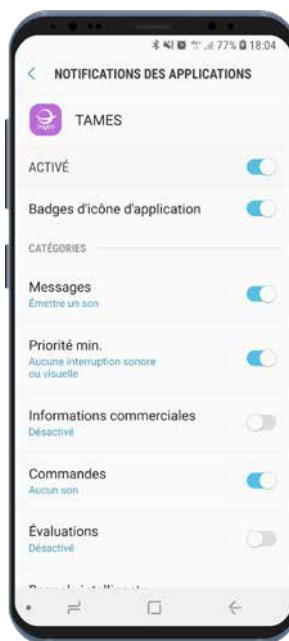 77% 18:04
NOTIFICATIONS DES APPLICATIONS
TAMES
ACTIVÉ
Badges d'icône d'application
CATÉGORIES
Messages
Émettre un son
Priorité min.
Aucune interruption sonore
ou visuelle
Informations commerciales
Désactivé
Commandes
Aucun son
Évaluations
Désactivé